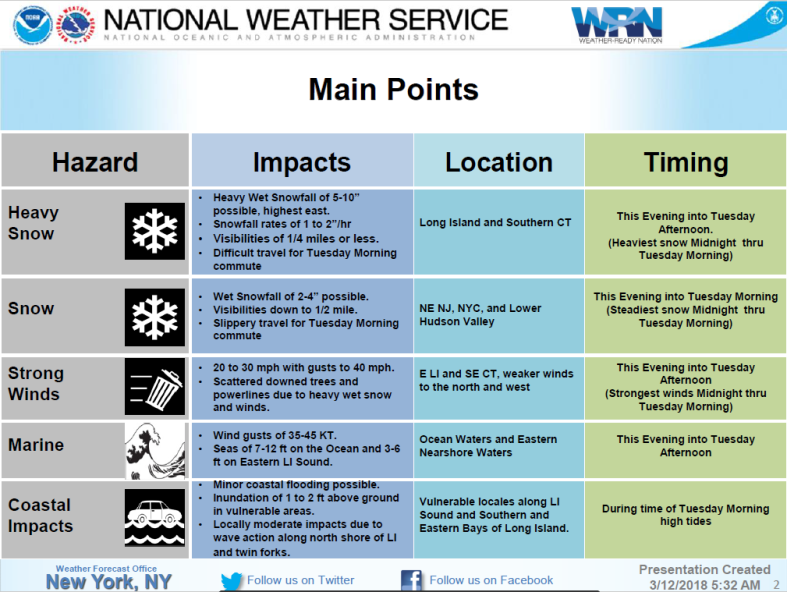 NOAA
NATIONAL WEATHER SERVICE
NATIONAL OCEANIC AND ATMOSPHERIC ADMINISTRATION
WRN
WEATHER-READY NATION
Main Points
Hazard
Impacts
Location
Timing
Heavy
Snow
• Heavy Wet Snowfall of 5-10”
possible, highest east.
• Snowfall rates of 1 to 2”/hr
• Visibilities of 1/4 miles or less.
• Difficult travel for Tuesday Morning
commute
Long Island and Southern CT
This Evening into Tuesday
Afternoon.
(Heaviest snow Midnight thru
Tuesday Morning)
Snow
• Wet Snowfall of 2-4” possible.
• Visibilities down to 1/2 mile.
• Slippery travel for Tuesday Morning
commute
NE NJ, NYC, and Lower
Hudson Valley
This Evening into Tuesday Morning
(Steadiest snow Midnight thru
Tuesday Morning)
Strong
Winds
• 20 to 30 mph with gusts to 40 mph.
• Scattered downed trees and
powerlines due to heavy wet snow
and winds.
E LI and SE CT, weaker winds
to the north and west
This Evening into Tuesday
Afternoon
(Strongest winds Midnight thru
Tuesday Morning)
Marine
• Wind gusts of 35-45 KT.
• Seas of 7-12 ft on the Ocean and 3-6
ft on Eastern LI Sound.
Ocean Waters and Eastern
Nearshore Waters
This Evening into Tuesday
Afternoon
Coastal
Impacts
• Minor coastal flooding possible.
• Inundation of 1 to 2 ft above ground
in vulnerable areas.
• Locally moderate impacts due to
wave action along north shore of LI
and twin forks.
Vulnerable locales along LI
Sound and Southern and
Eastern Bays of Long Island.
During time of Tuesday Morning
high tides
Weather Forecast Office
New York, NY
Follow us on Twitter
Follow us on Facebook
Presentation Created
3/12/2018 5:32 AM 2